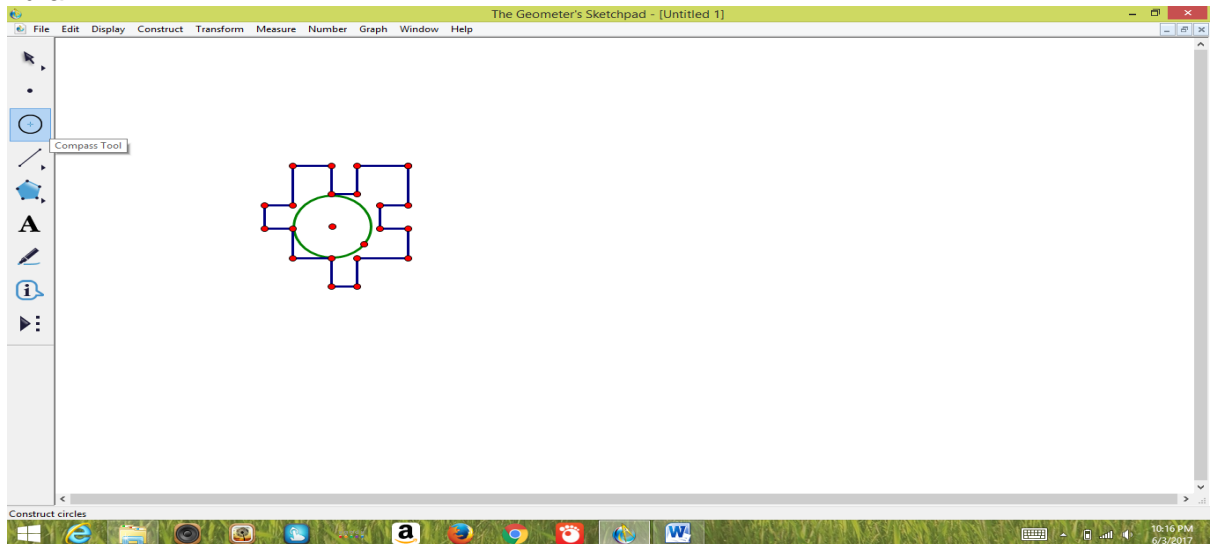 The Geometer's Sketchpad - [Untitled 1]
File Edit Display Construct Transform Measure Number Graph Window Help
Compass Tool
A
i
Construct circles
a
W
10:16 PM
6/3/2017